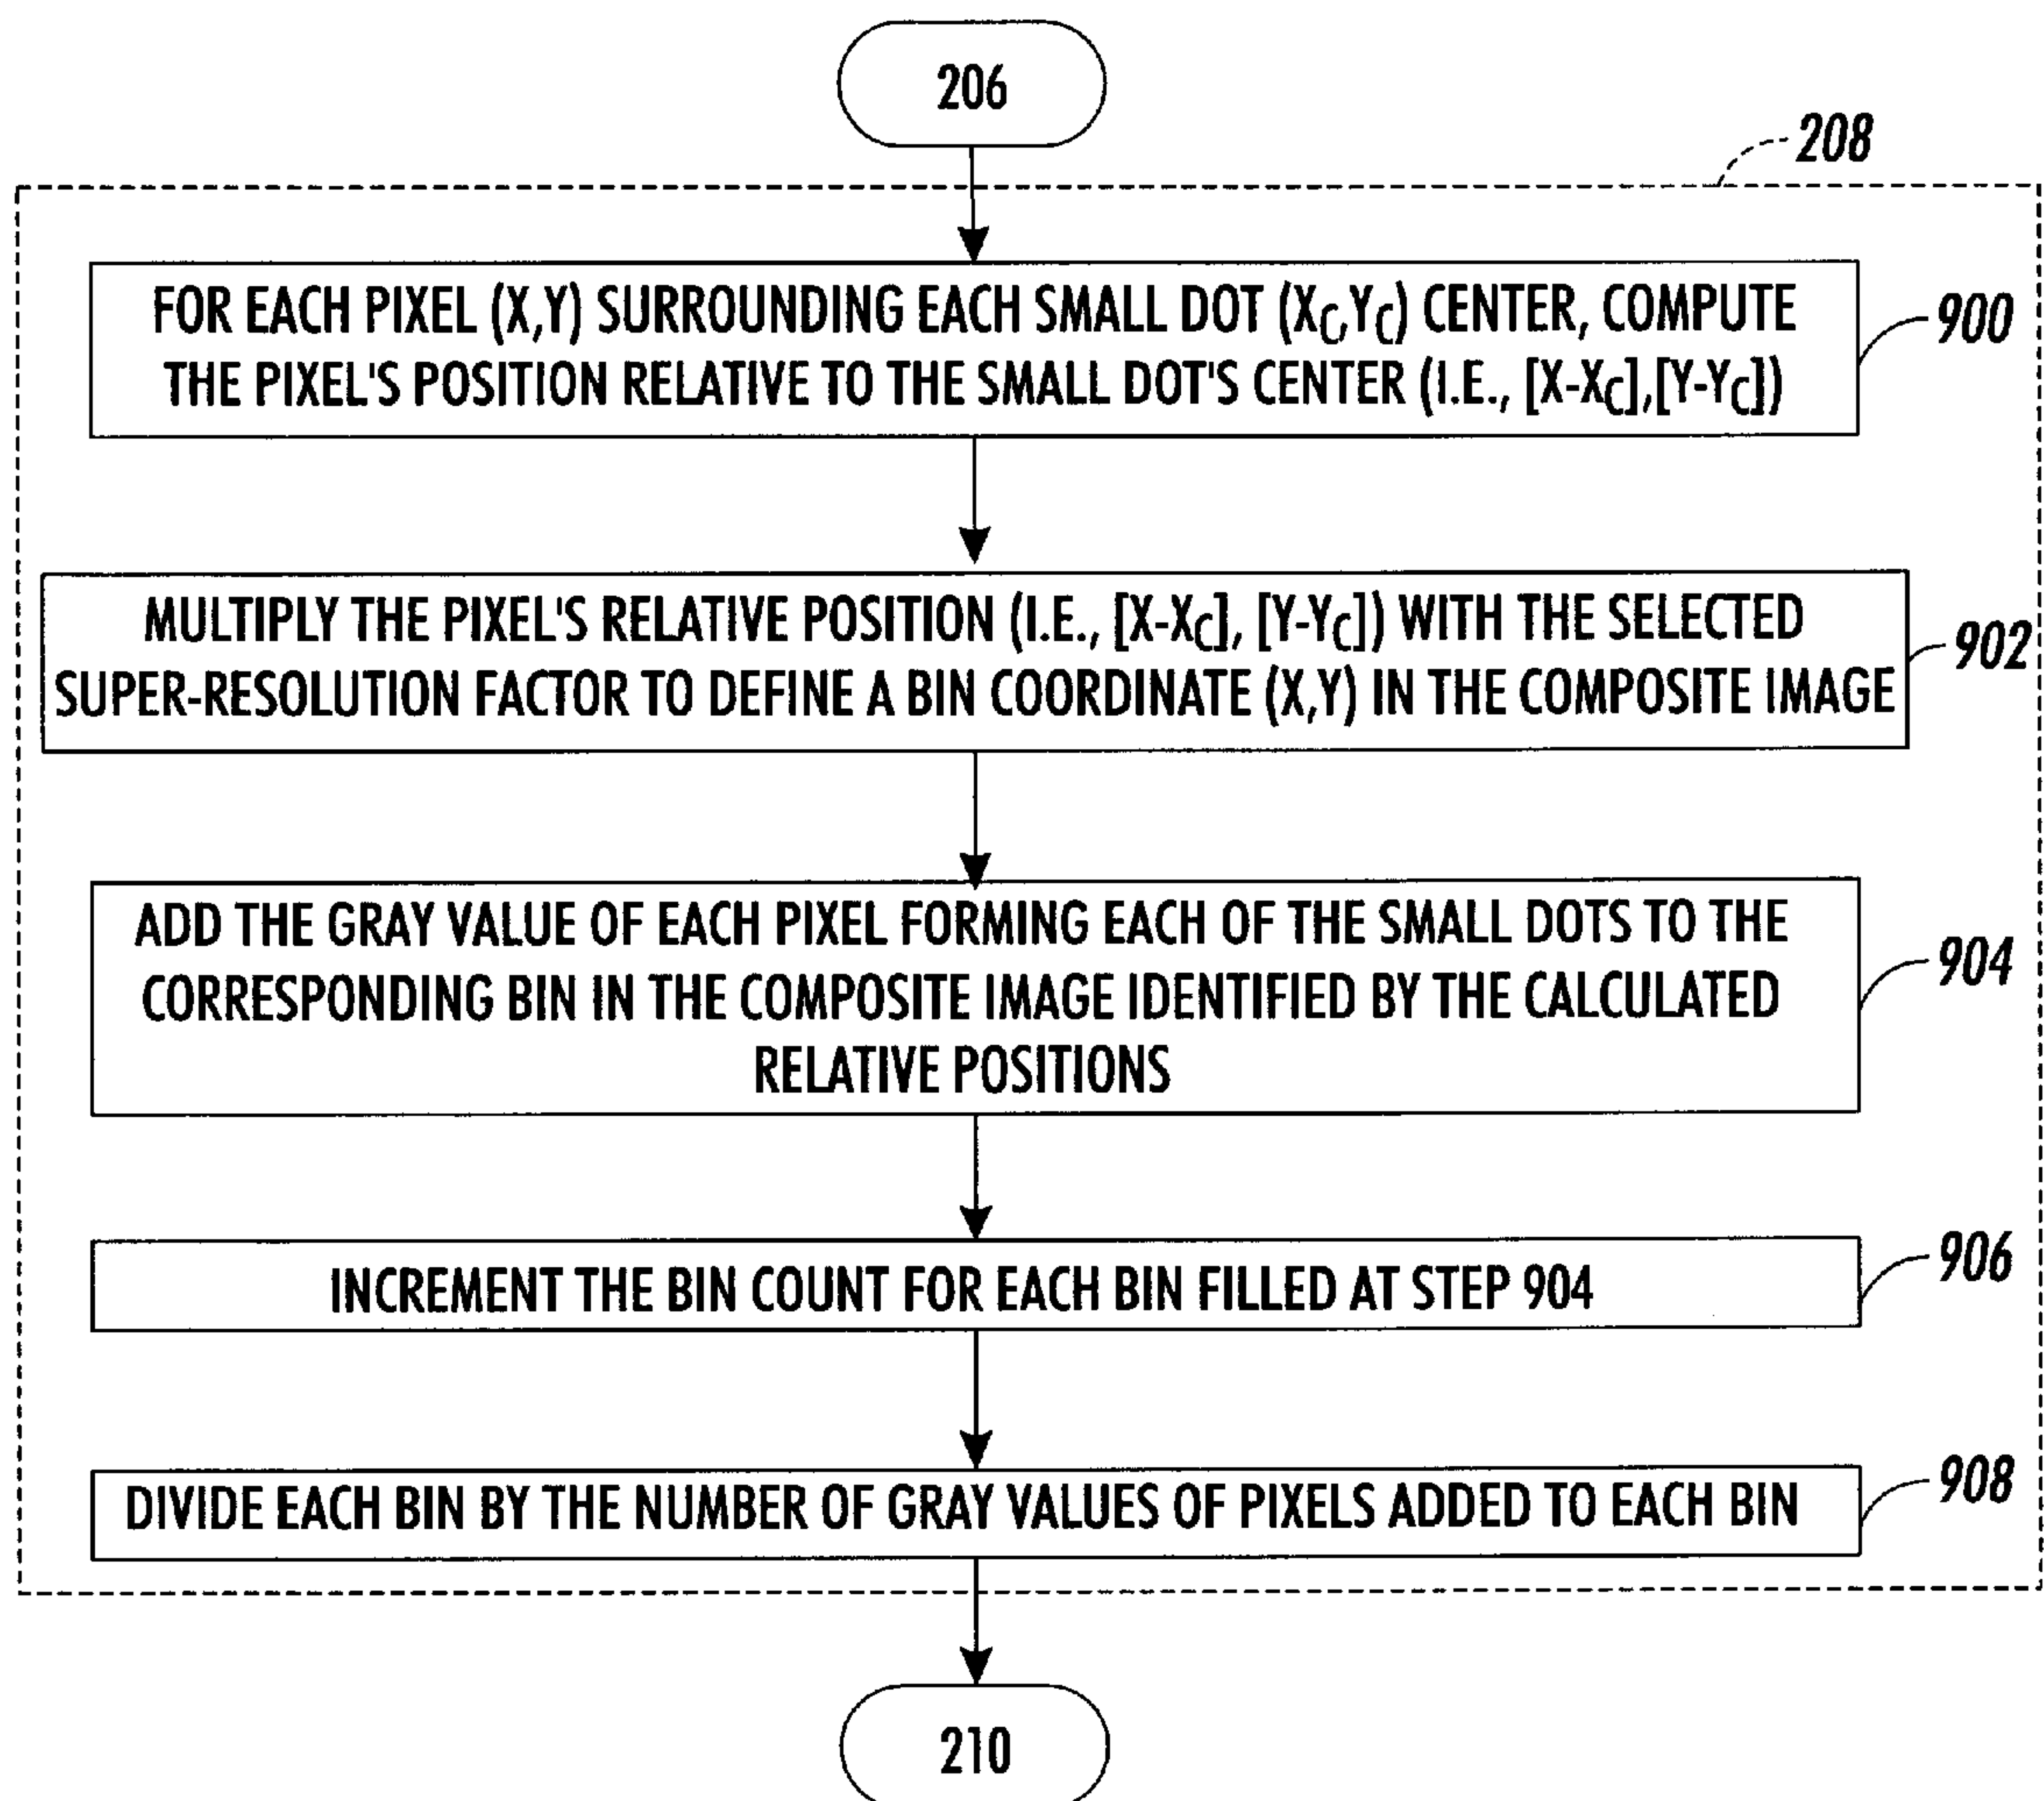 206
208
FOR EACH PIXEL (X,Y) SURROUNDING EACH SMALL DOT (XC,YC) CENTER, COMPUTE
THE PIXEL'S POSITION RELATIVE TO THE SMALL DOT'S CENTER (I.E., [X-XC],[Y-YC])
900
MULTIPLY THE PIXEL'S RELATIVE POSITION (I.E., [X-XC], [Y-YC]) WITH THE SELECTED
SUPER-RESOLUTION FACTOR TO DEFINE A BIN COORDINATE (X,Y) IN THE COMPOSITE IMAGE
902
ADD THE GRAY VALUE OF EACH PIXEL FORMING EACH OF THE SMALL DOTS TO THE
CORRESPONDING BIN IN THE COMPOSITE IMAGE IDENTIFIED BY THE CALCULATED
RELATIVE POSITIONS
904
INCREMENT THE BIN COUNT FOR EACH BIN FILLED AT STEP 904
906
DIVIDE EACH BIN BY THE NUMBER OF GRAY VALUES OF PIXELS ADDED TO EACH BIN
908
210